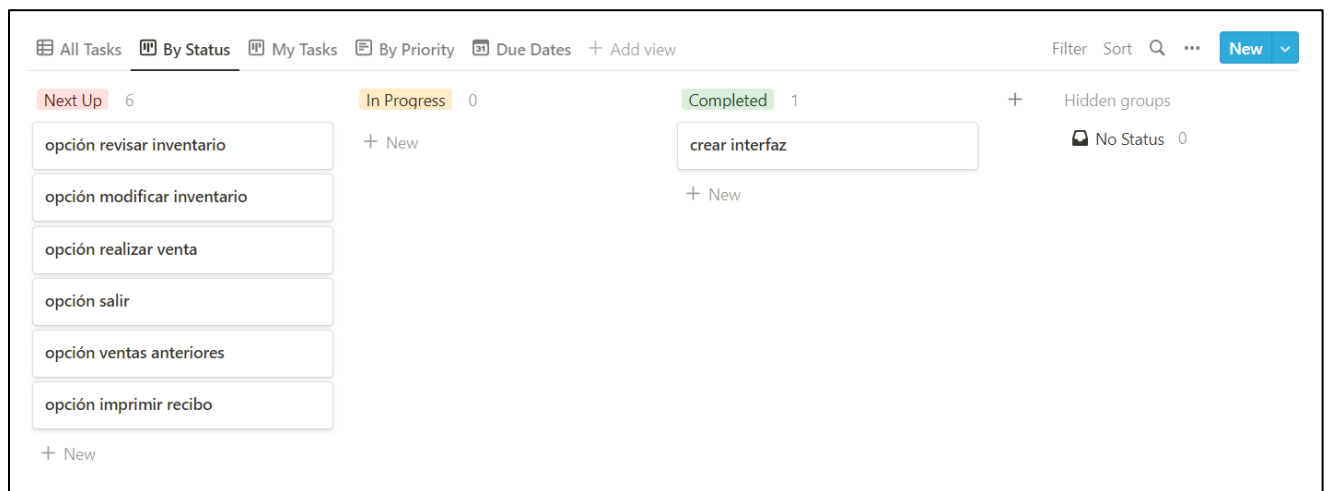 All Tasks By Status My Tasks By Priority 31 Due Dates + Add view Filter Sort ••• New
Next Up 6
opción revisar inventario
opción modificar inventario
opción realizar venta
opción salir
opción ventas anteriores
opción imprimir recibo
+ New
In Progress 0
+ New
Completed 1
crear interfaz
+ New
+
Hidden groups
No Status 0